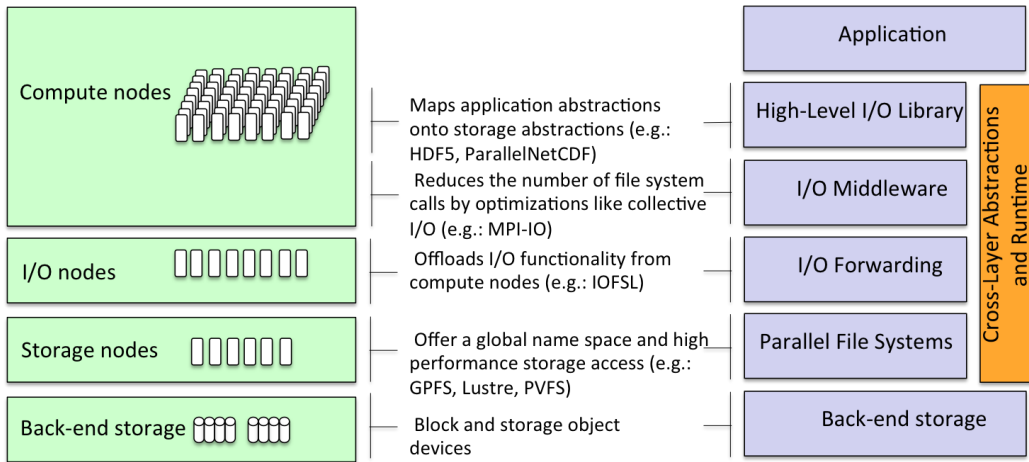 Application
Compute nodes
Maps application abstractions
onto storage abstractions (e.g.:
HDF5, ParallelNetCDF)
High-Level I/O Library
Reduces the number of file system
calls by optimizations like collective
I/O (e.g.: MPI-IO)
I/O Middleware
I/O nodes
Offloads I/O functionality from
compute nodes (e.g.: IOFSL)
I/O Forwarding
Storage nodes
Offer a global name space and high
performance storage access (e.g.:
GPFS, Lustre, PVFS)
Parallel File Systems
Back-end storage
Block and storage object
devices
Back-end storage
Cross-Layer Abstractions
and Runtime